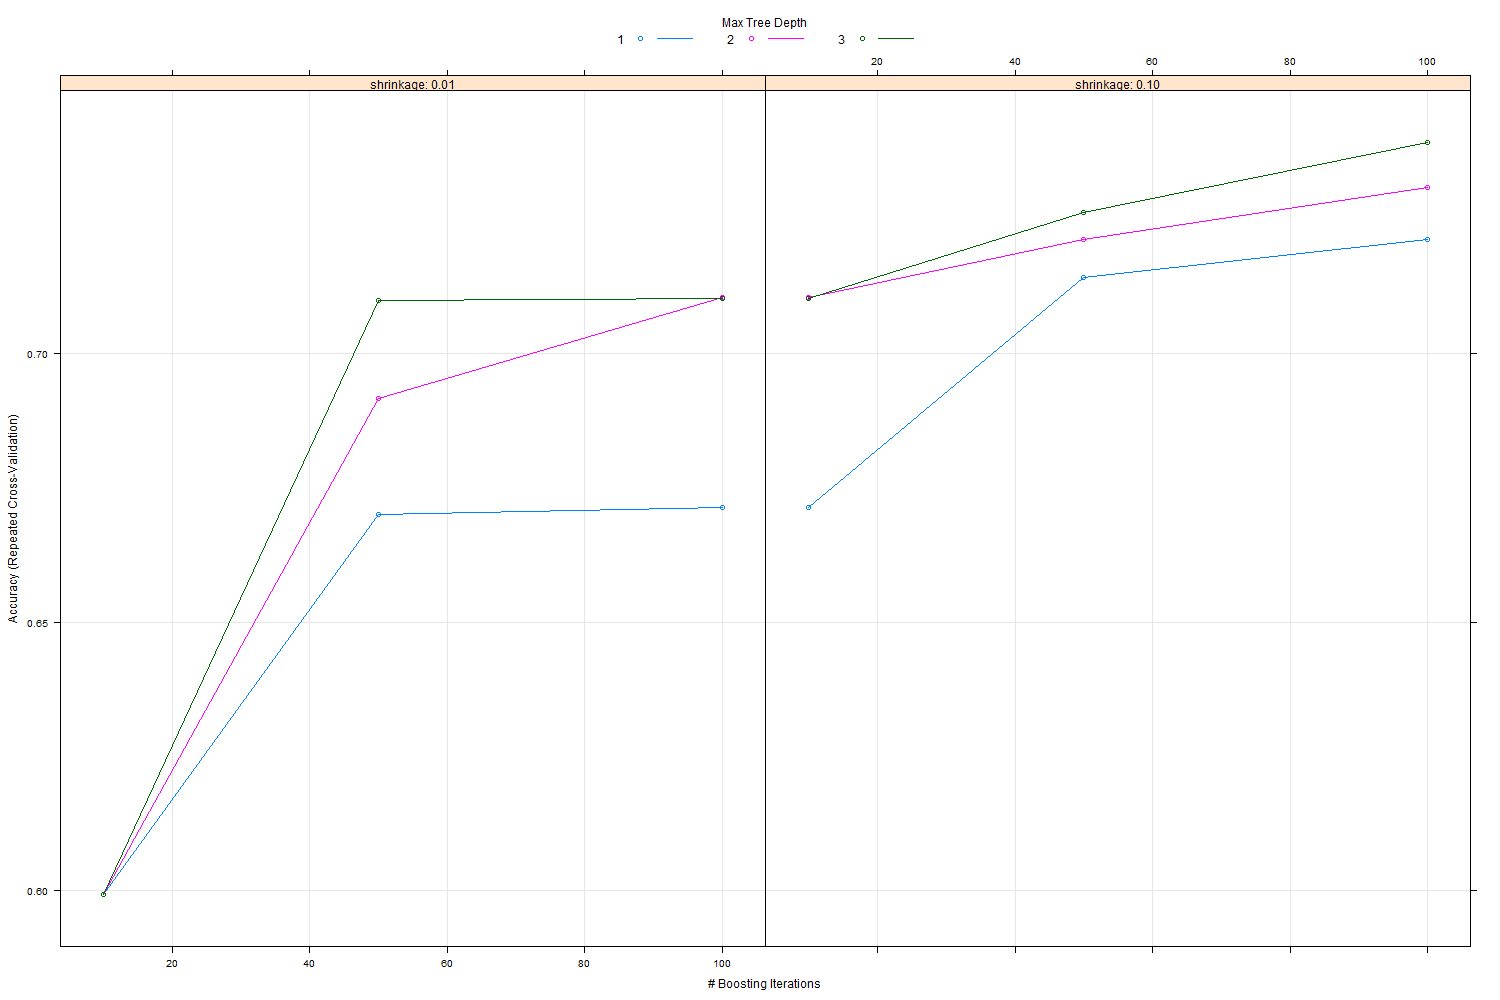 Max Tree Depth
1 2 3
20 40 60 80 100
shrinkage: 0.01 shrinkage: 0.10
0.70
0.65
0.60
Accuracy (Repeated Cross-Validation)
20 40 60 80 100
# Boosting Iterations